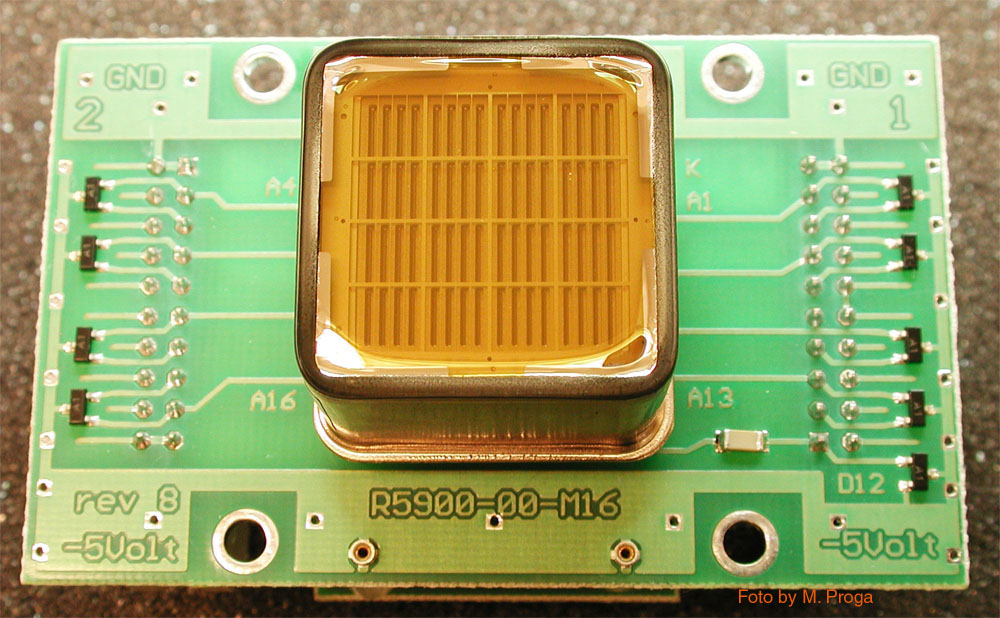 GND
GND
2
1
A4
K
A1
A16
A13
D12
rev 8
R5900-00-M16
-5Volt
-5Volt
Foto by M. Proga